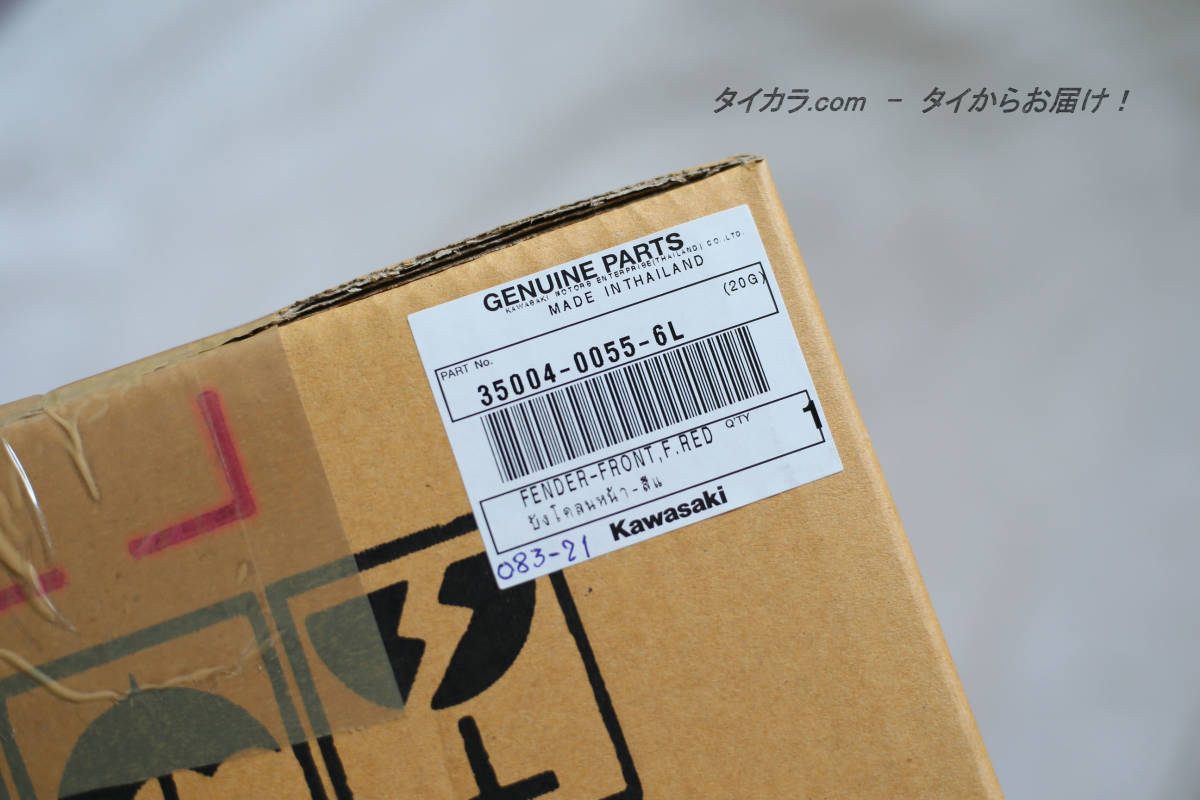 タイカラ.com － タイからお届け！
GENUINE PARTS
KAWASAKI MOTORS ENTERPRISE(THAILAND) CO.,LTD.
MADE IN THAILAND
(20G)
PART No.
35004-0055-6L
FENDER-FRONT,F.RED Q'TY 1
บังโคลนหน้า-สีแ
083-21 Kawasaki
L